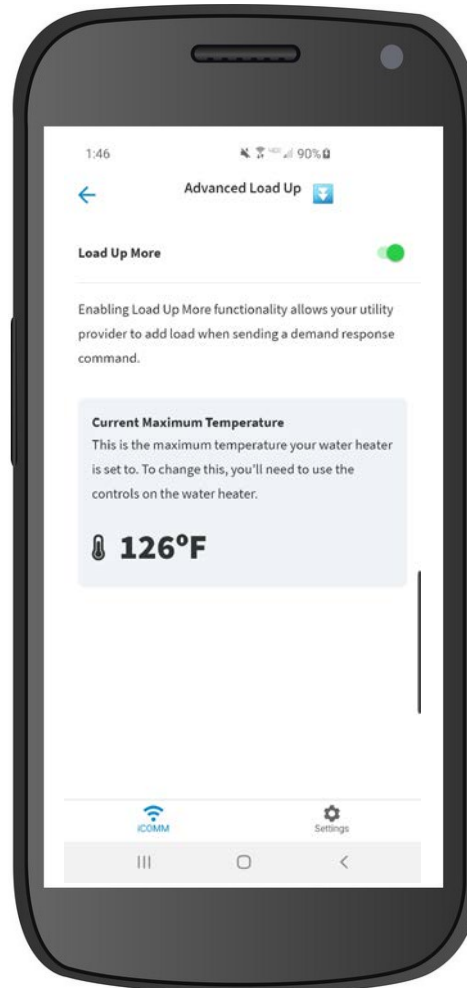 1:46
90%
Advanced Load Up
Load Up More
Enabling Load Up More functionality allows your utility
provider to add load when sending a demand response
command.
Current Maximum Temperature
This is the maximum temperature your water heater
is set to. To change this, you'll need to use the
controls on the water heater.
126°F
iCOMM
Settings